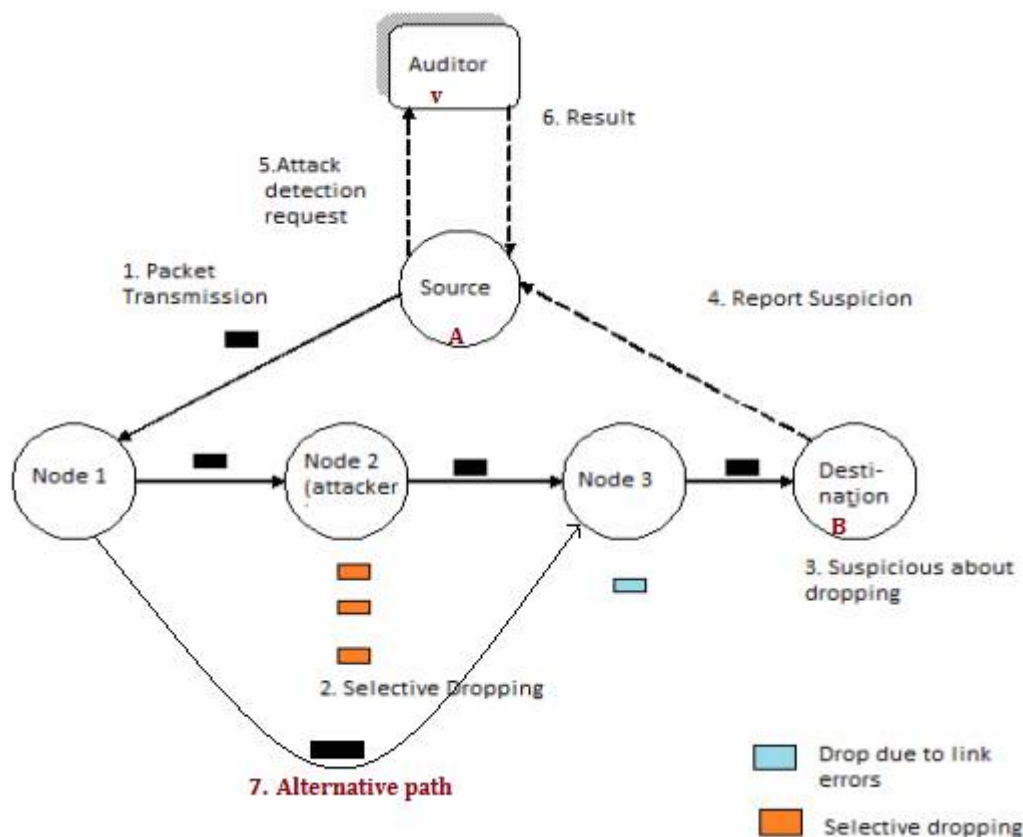 Auditor
v
6. Result
5.Attack
detection
request
1. Packet
Transmission
Source
A
4. Report Suspicion
Node 1
Node 2
(attacker
Node 3
Desti-
nation
B
3. Suspicious about
dropping
2. Selective Dropping
7. Alternative path
Drop due to link
errors
Selective dropping